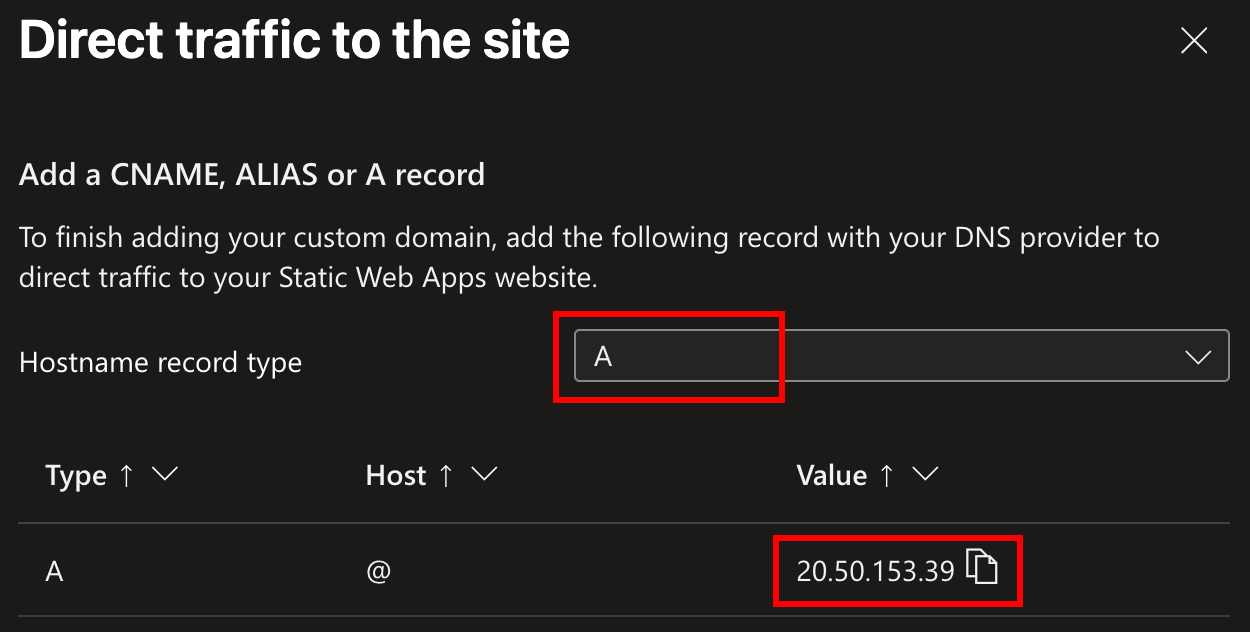 Direct traffic to the site
Add a CNAME, ALIAS or A record
To finish adding your custom domain, add the following record with your DNS provider to
direct traffic to your Static Web Apps website.
Hostname record type A
Type ↑ Host ↑ Value ↑
A @ 20.50.153.39